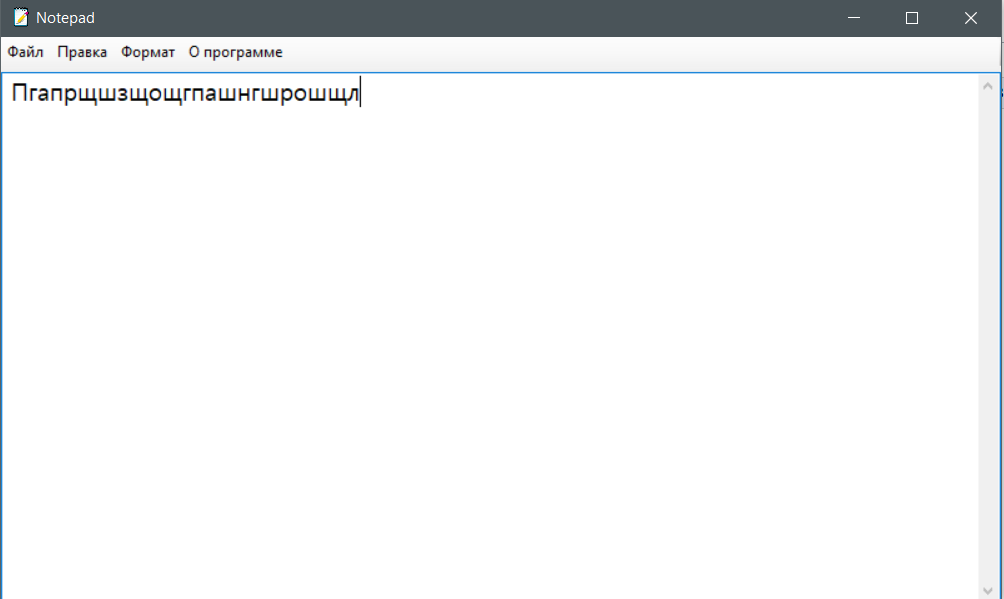 Notepad
Файл Правка Формат О программе
Пгапрщшзщощгпашнгшрошщл